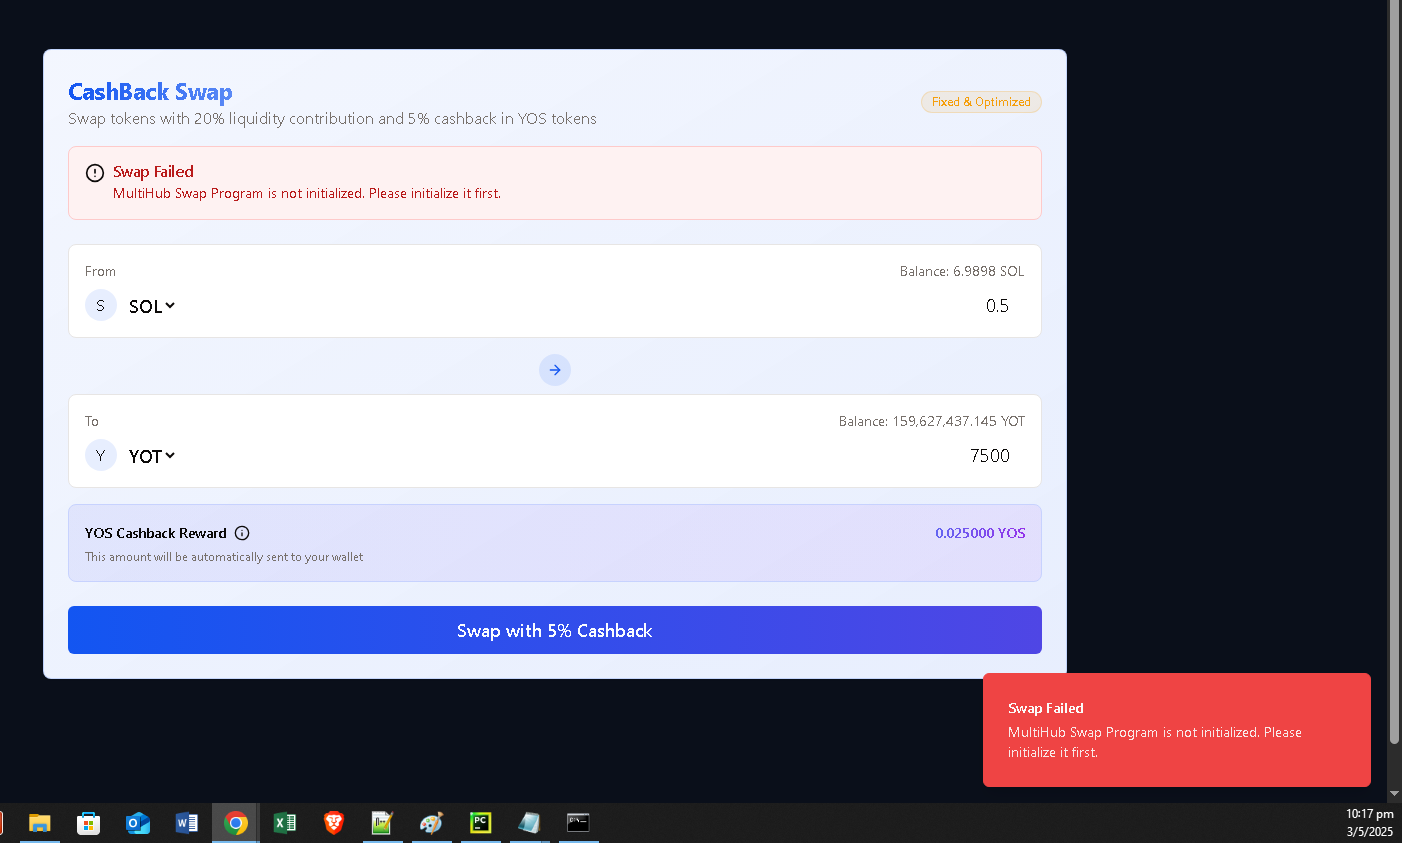 CashBack Swap
Fixed & Optimized
Swap tokens with 20% liquidity contribution and 5% cashback in YOS tokens
Swap Failed
MultiHub Swap Program is not initialized. Please initialize it first.
From
Balance: 6.9898 SOL
S
SOL
0.5
To
Balance: 159,627,437.145 YOT
Y
YOT
7500
YOS Cashback Reward
0.025000 YOS
This amount will be automatically sent to your wallet
Swap with 5% Cashback
Swap Failed
MultiHub Swap Program is not initialized. Please
initialize it first.
10:17 pm
3/5/2025